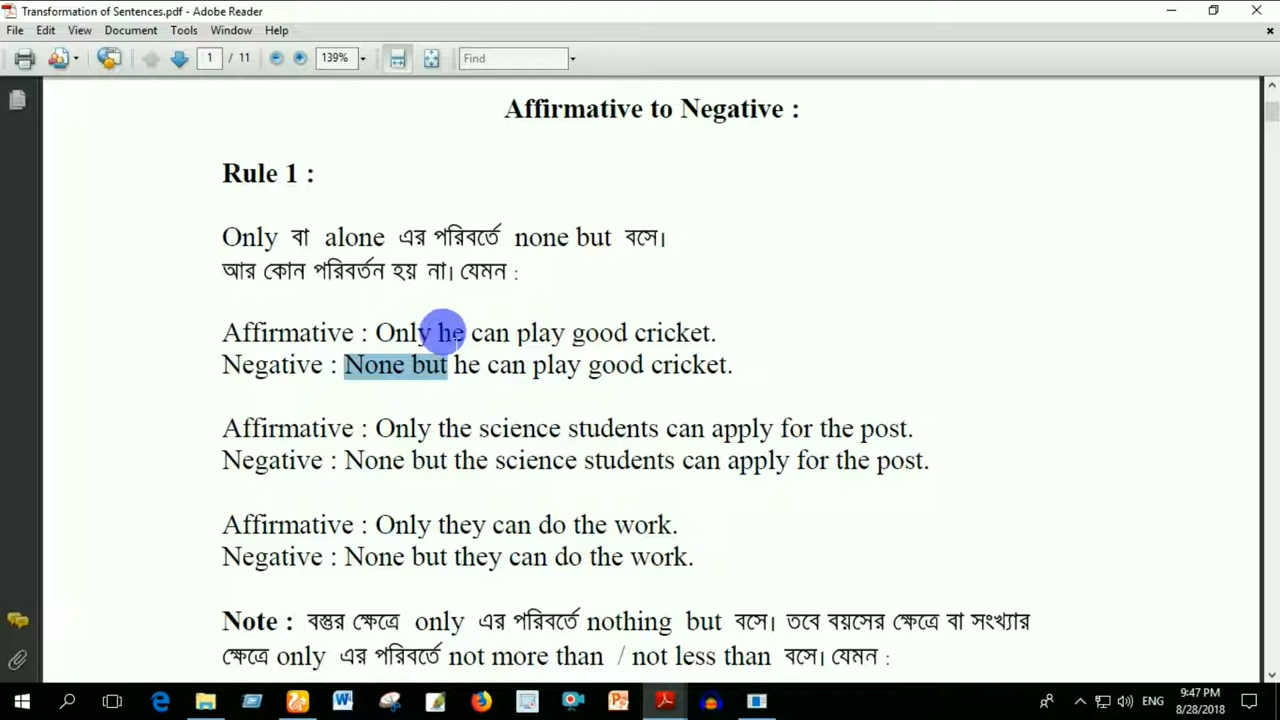 Transformation of Sentences.pdf - Adobe Reader
File Edit View Document Tools Window Help
1 / 11 139% Find
Affirmative to Negative :
Rule 1 :
Only বা alone এর পরিবর্তে none but বসে।
আর কোন পরিবর্তন হয় না। যেমন :
Affirmative : Only he can play good cricket.
Negative : None but he can play good cricket.
Affirmative : Only the science students can apply for the post.
Negative : None but the science students can apply for the post.
Affirmative : Only they can do the work.
Negative : None but they can do the work.
Note : বস্তুর ক্ষেত্রে only এর পরিবর্তে nothing but বসে। তবে বয়সের ক্ষেত্রে বা সংখ্যার
ক্ষেত্রে only এর পরিবর্তে not more than / not less than বসে। যেমন :
ENG
9:47 PM
8/28/2018